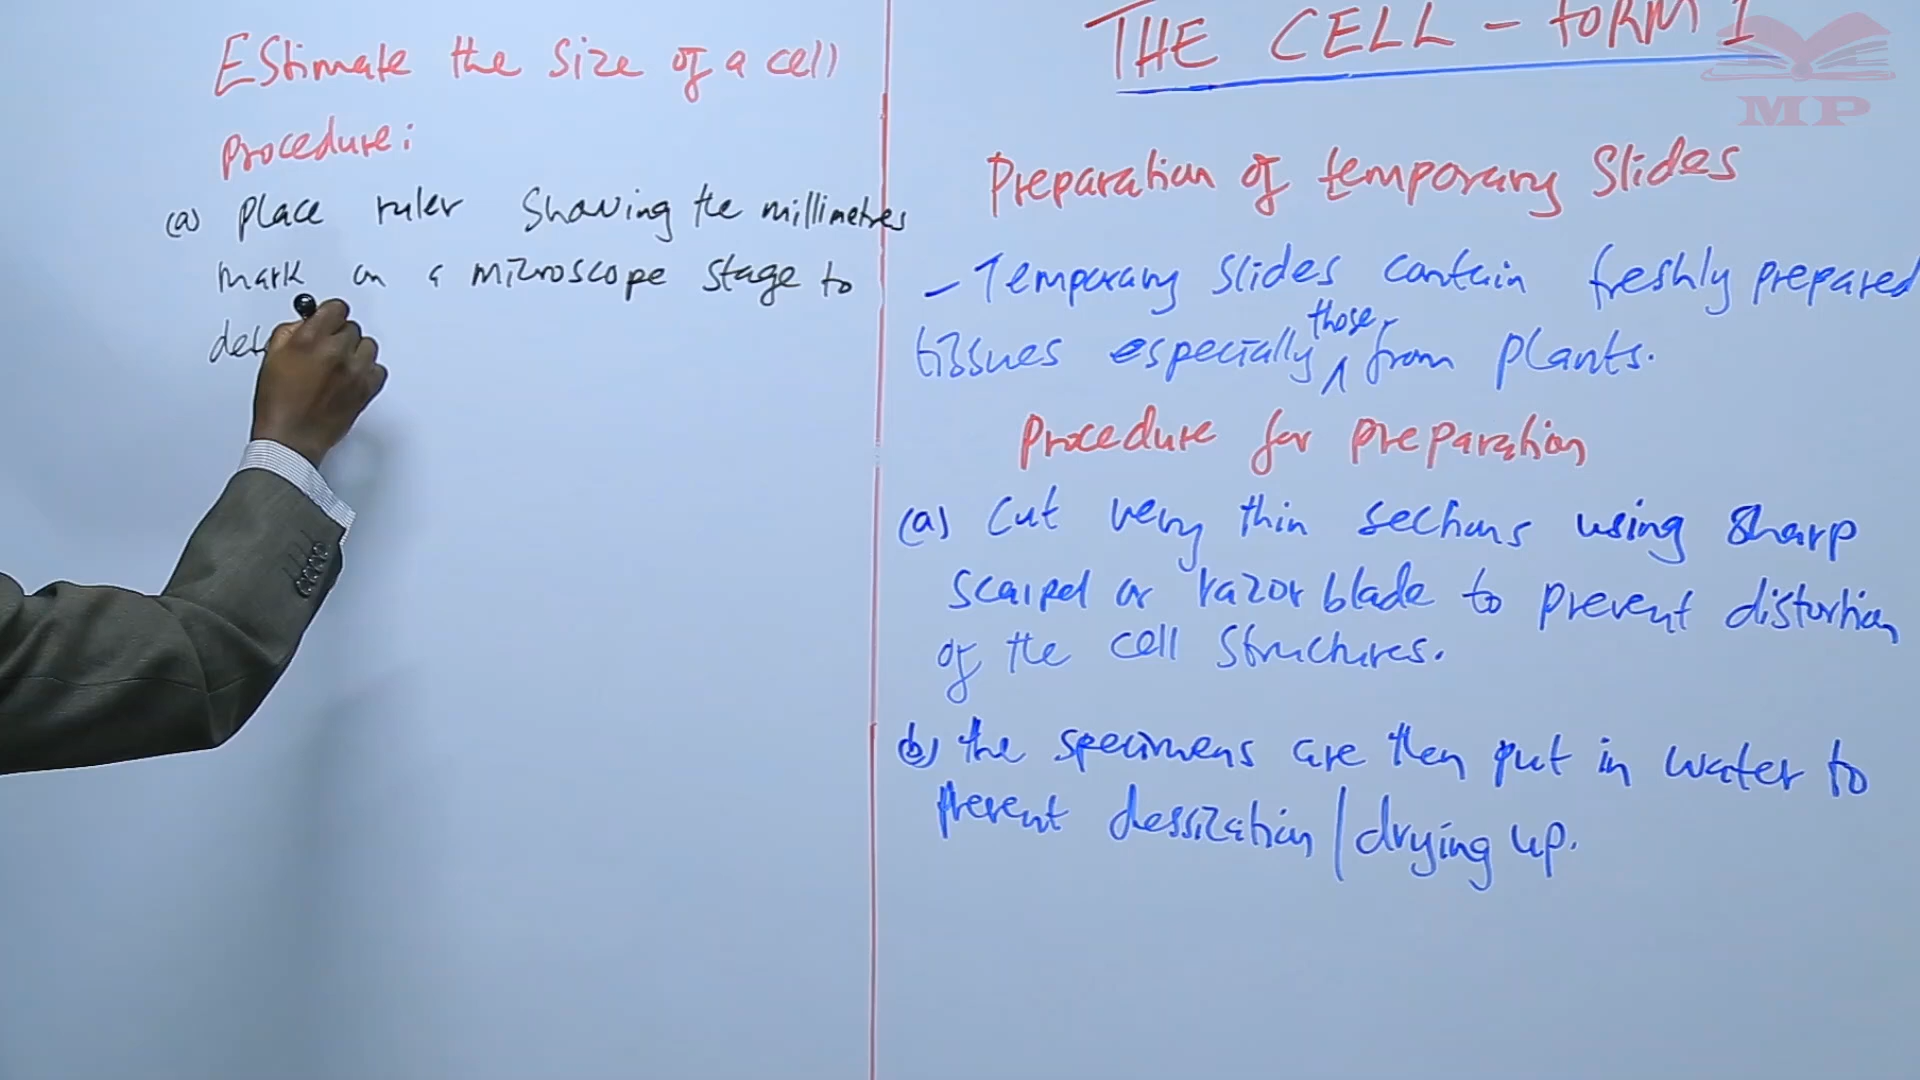 Estimate the size of a cell
procedure:
(a) place ruler showing the millimetres
mark on a microscope stage to
THE CELL - FORM 1
MP
Preparation of temporary slides
- Temporary slides contain freshly prepared
tissues especially those from plants.
Procedure for preparation
(a) Cut very thin sections using sharp
scalpel or razor blade to prevent distortion
of the cell structures.
(b) the specimens are then put in water to
prevent dessication / drying up.